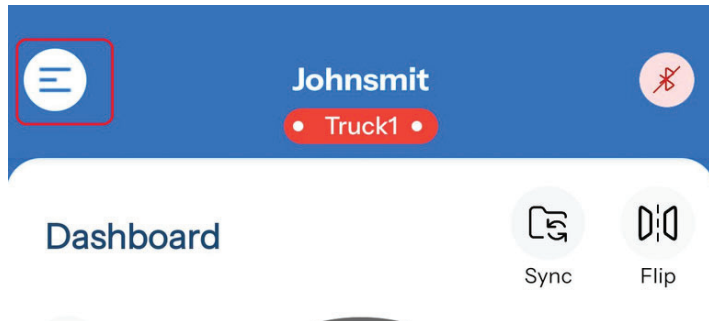 Johnsmit
• Truck1 •
Dashboard
Sync
Flip